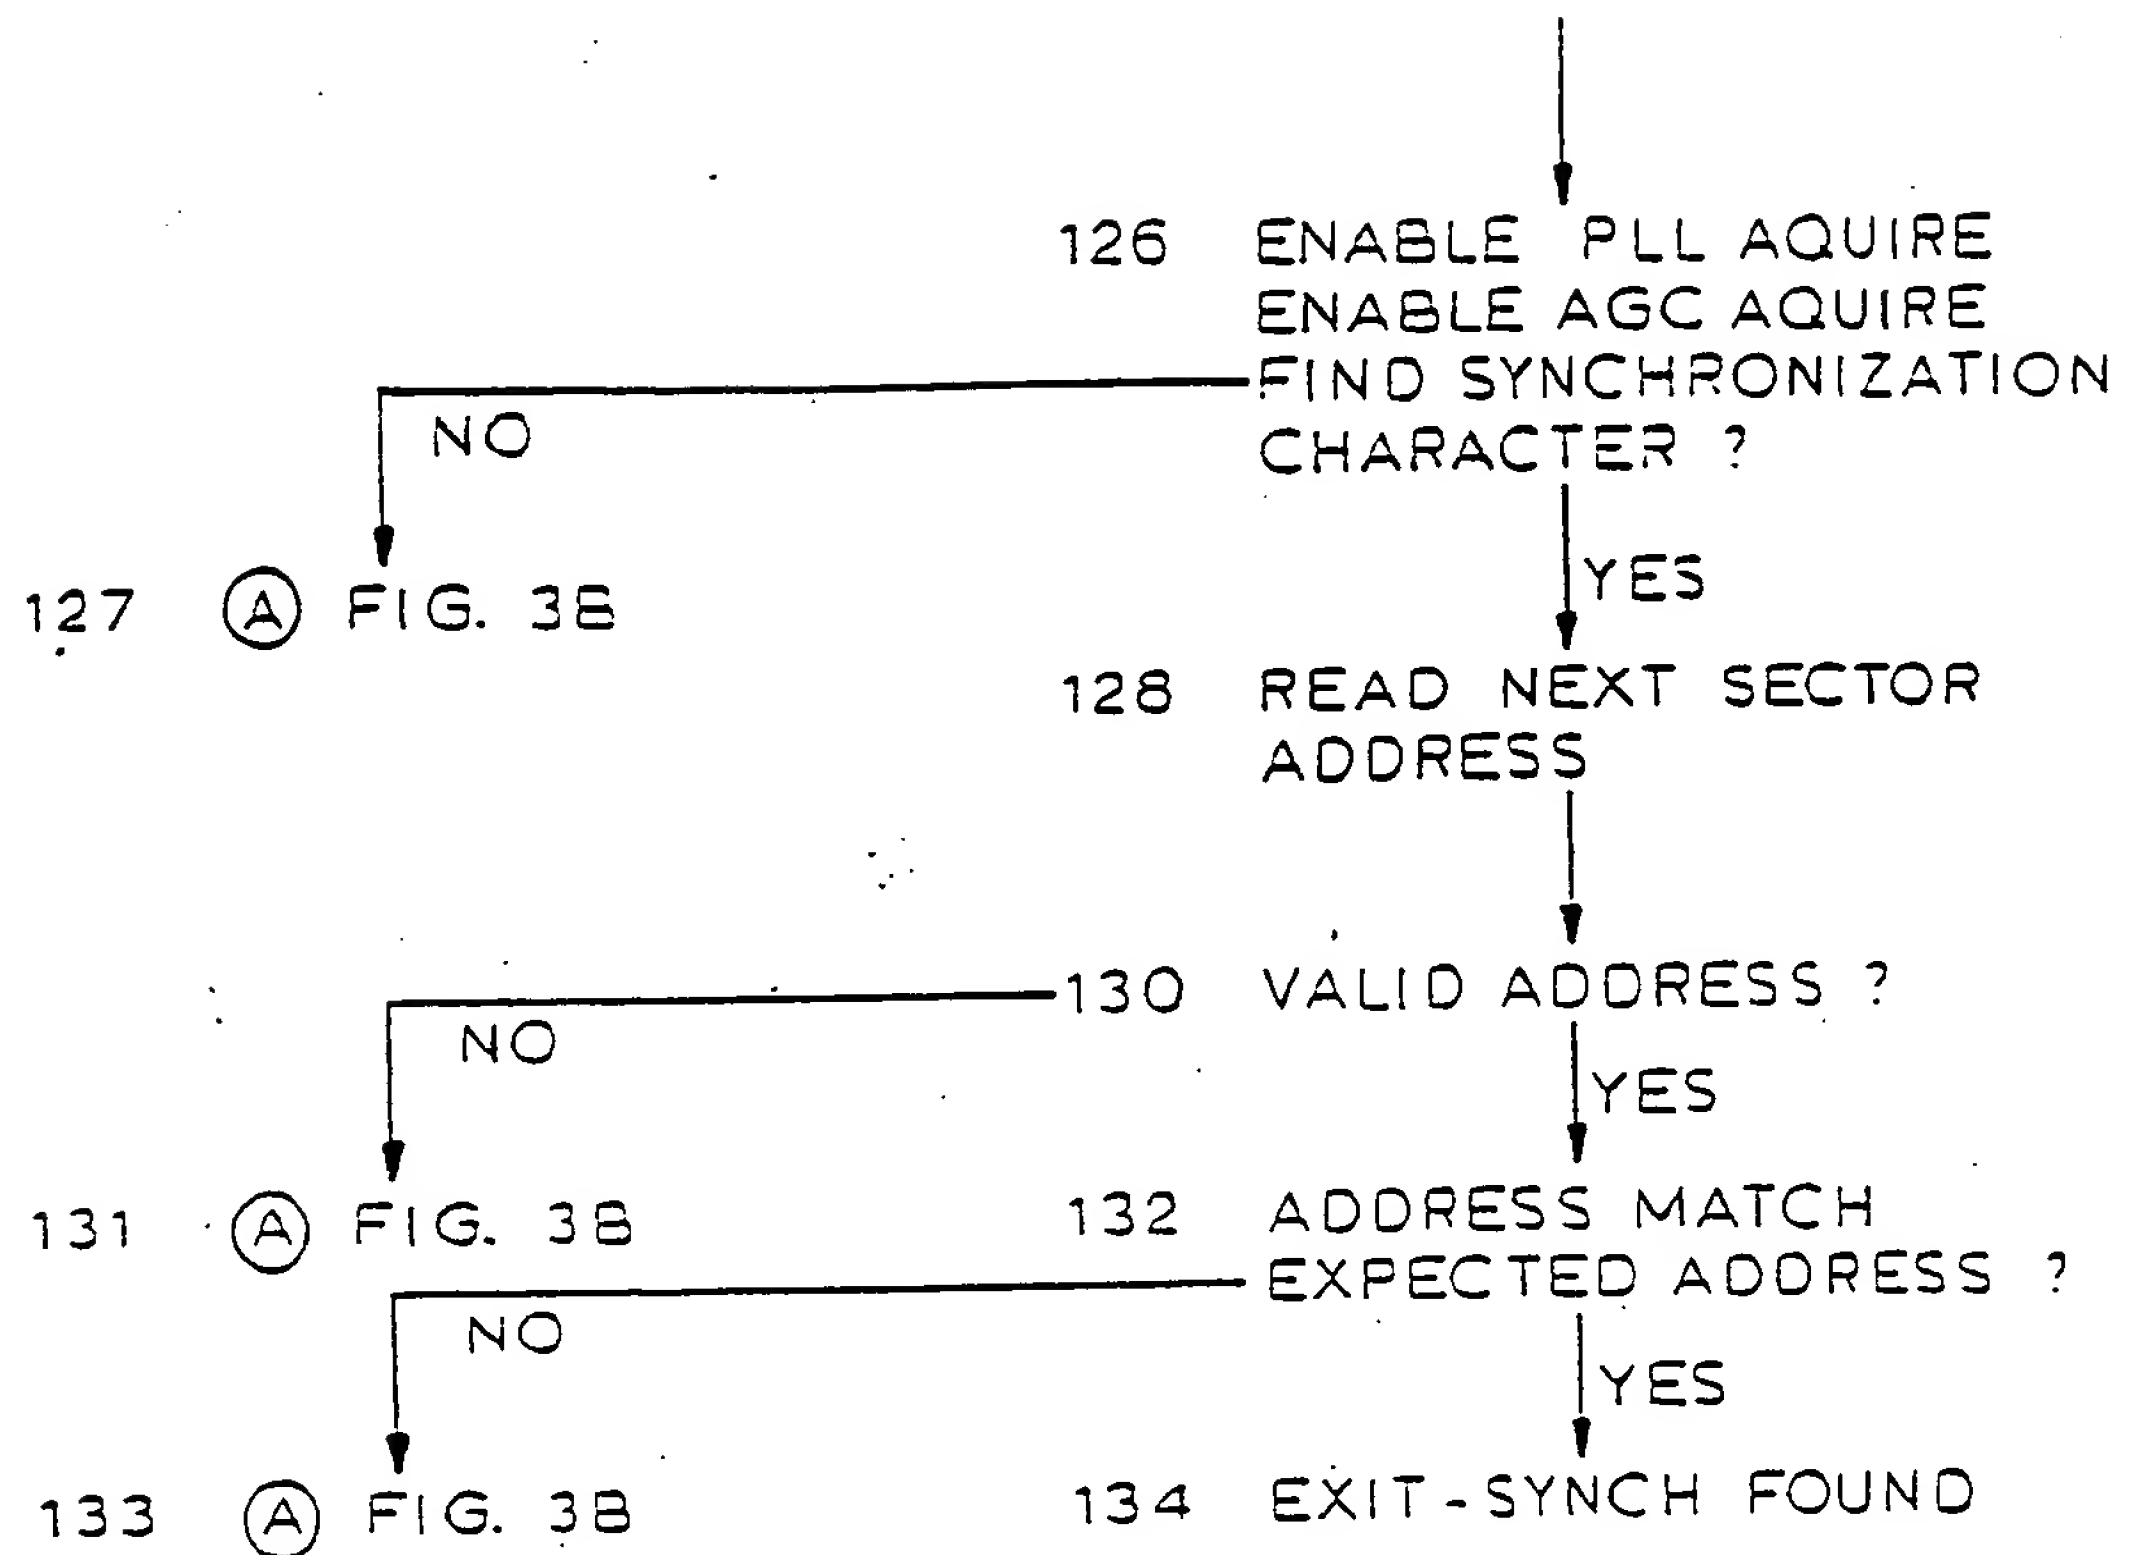 126 ENABLE PLL AQUIRE
ENABLE AGC AQUIRE
FIND SYNCHRONIZATION
CHARACTER ?
NO
YES
127 A FIG. 3B
128 READ NEXT SECTOR
ADDRESS
130 VALID ADDRESS ?
NO
YES
131 A FIG. 3B
132 ADDRESS MATCH
EXPECTED ADDRESS ?
NO
YES
133 A FIG. 3B
134 EXIT-SYNCH FOUND